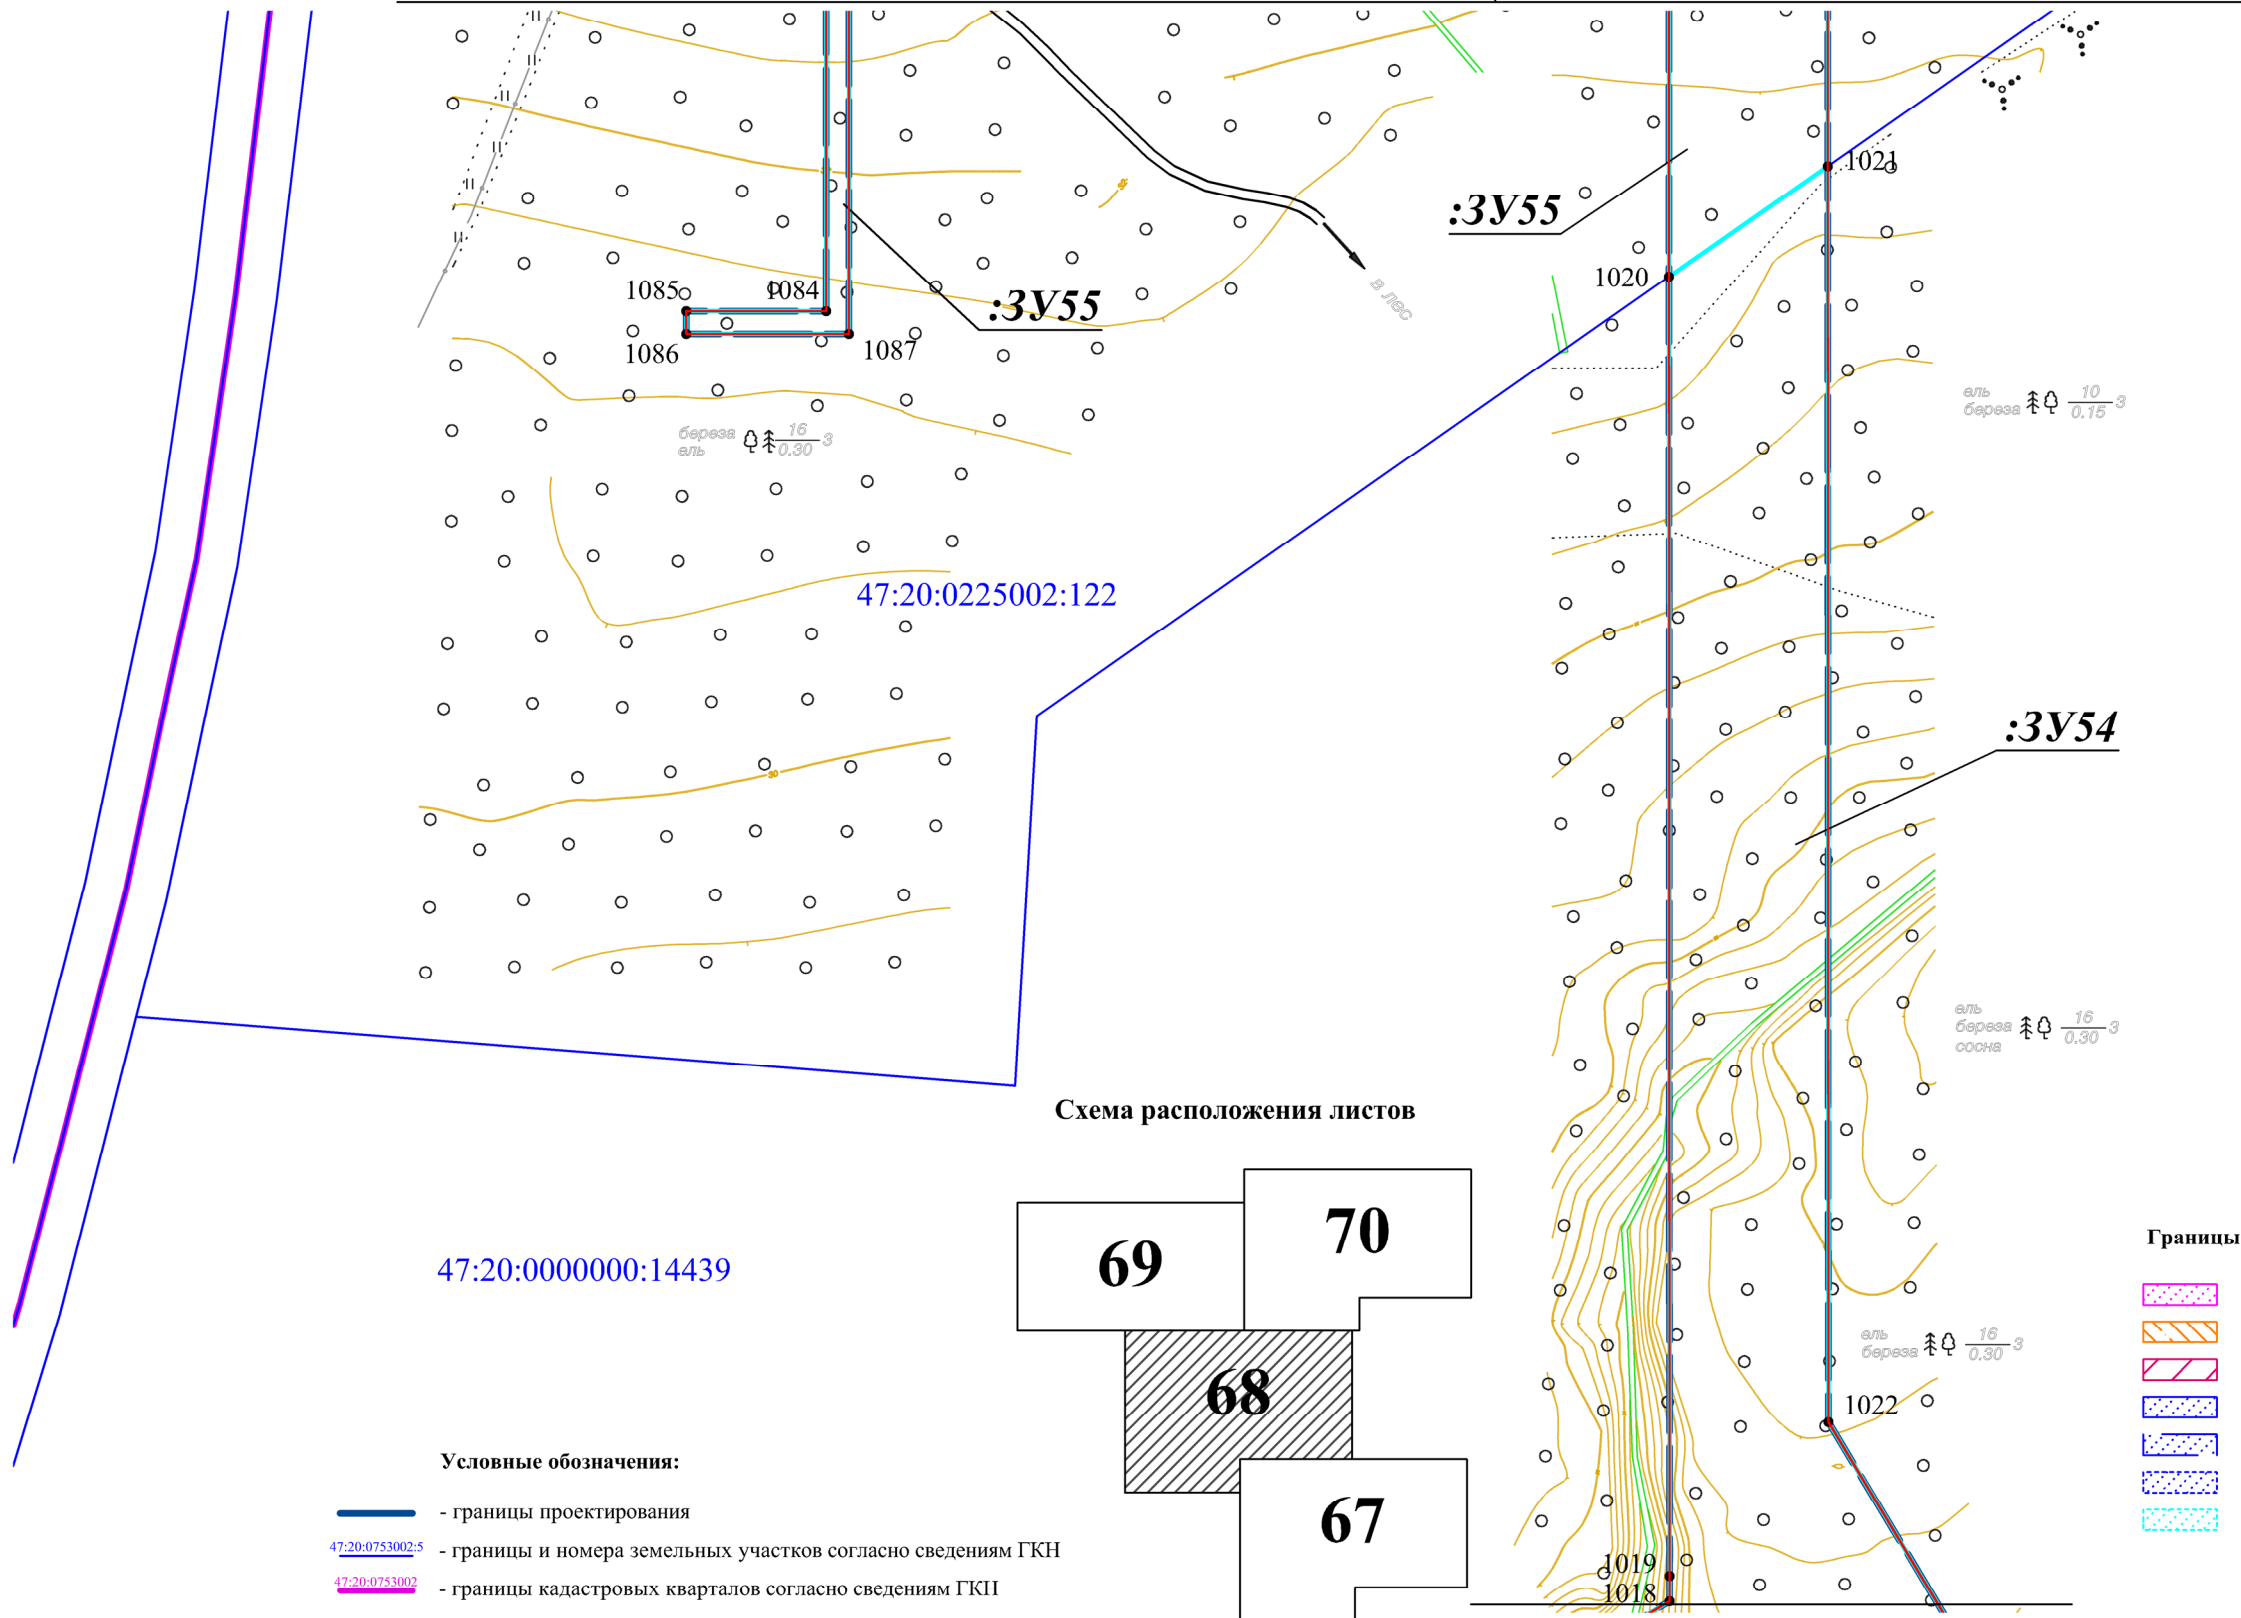 1021
:ЗУ55
1020
в лес
1085
1084
:ЗУ55
1086
1087
ель
береза
10
0.15
3
береза
ель
16
0.30
3
47:20:0225002:122
:ЗУ54
30
ель
береза
сосна
16
0.30
3
Схема расположения листов
70
69
68
67
47:20:0000000:14439
Границы
ель
береза
16
0.30
3
1022
Условные обозначения:
- границы проектирования
47:20:0753002:5
- границы и номера земельных участков согласно сведениям ГКН
47:20:0753002
- границы кадастровых кварталов согласно сведениям ГКН
1019
1018